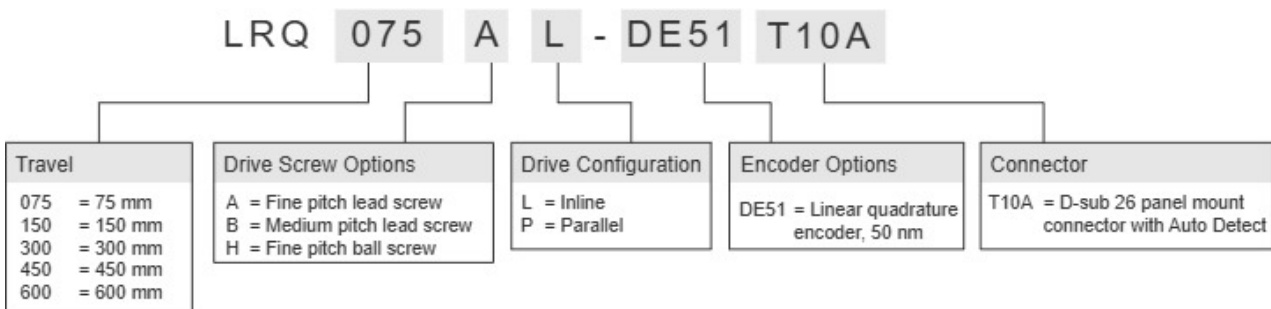 LRQ 075 A L - DE51 T10A
Travel
075 = 75 mm
150 = 150 mm
300 = 300 mm
450 = 450 mm
600 = 600 mm
Drive Screw Options
A = Fine pitch lead screw
B = Medium pitch lead screw
H = Fine pitch ball screw
Drive Configuration
L = Inline
P = Parallel
Encoder Options
DE51 = Linear quadrature
encoder, 50 nm
Connector
T10A = D-sub 26 panel mount
connector with Auto Detect